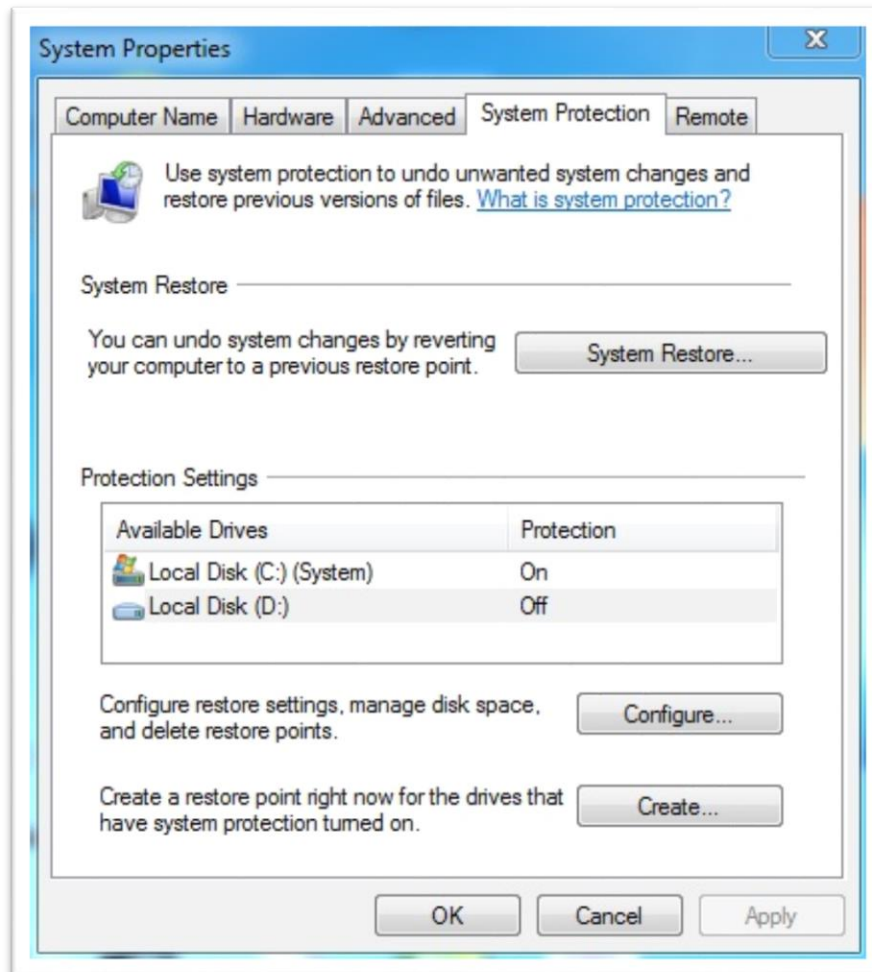 System Properties
X
Computer Name Hardware Advanced System Protection Remote
Use system protection to undo unwanted system changes and
restore previous versions of files. What is system protection?
System Restore
You can undo system changes by reverting
your computer to a previous restore point.
System Restore...
Protection Settings
Available Drives Protection
Local Disk (C:) (System) On
Local Disk (D:) Off
Configure restore settings, manage disk space,
and delete restore points.
Configure...
Create a restore point right now for the drives that
have system protection turned on.
Create...
OK Cancel Apply